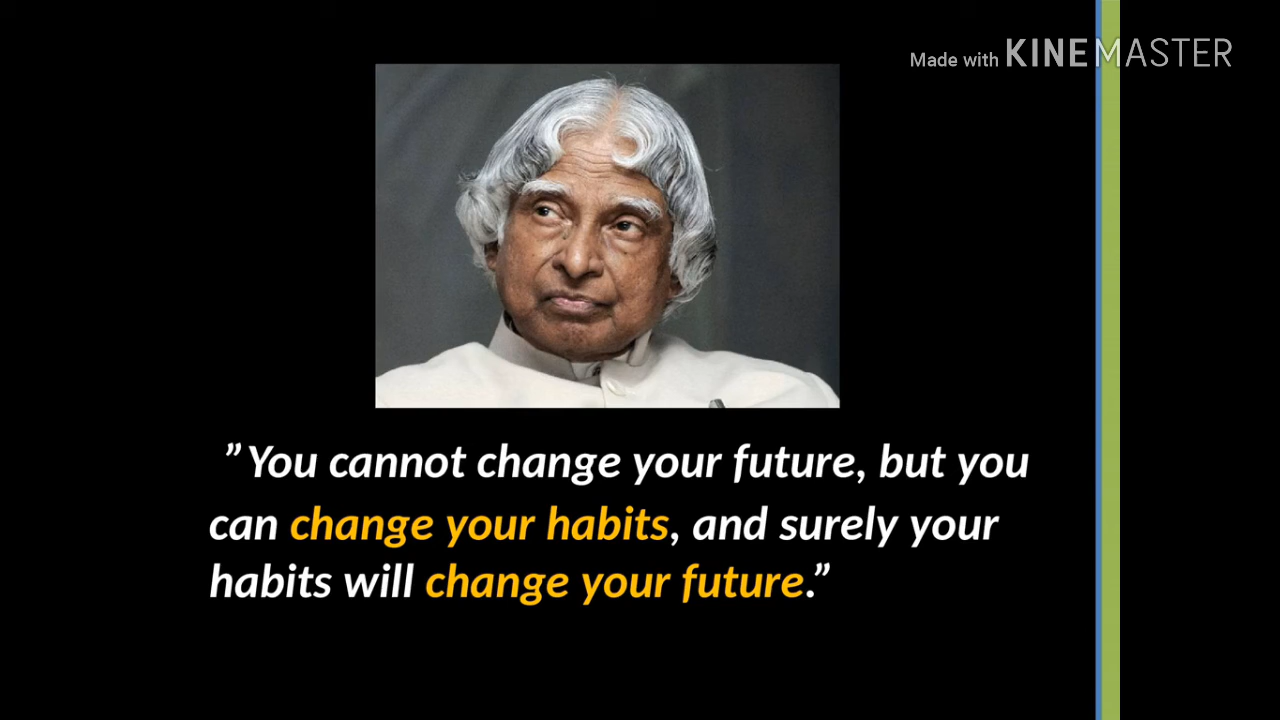 Made with KINEMASTER
”You cannot change your future, but you
can change your habits, and surely your
habits will change your future.”